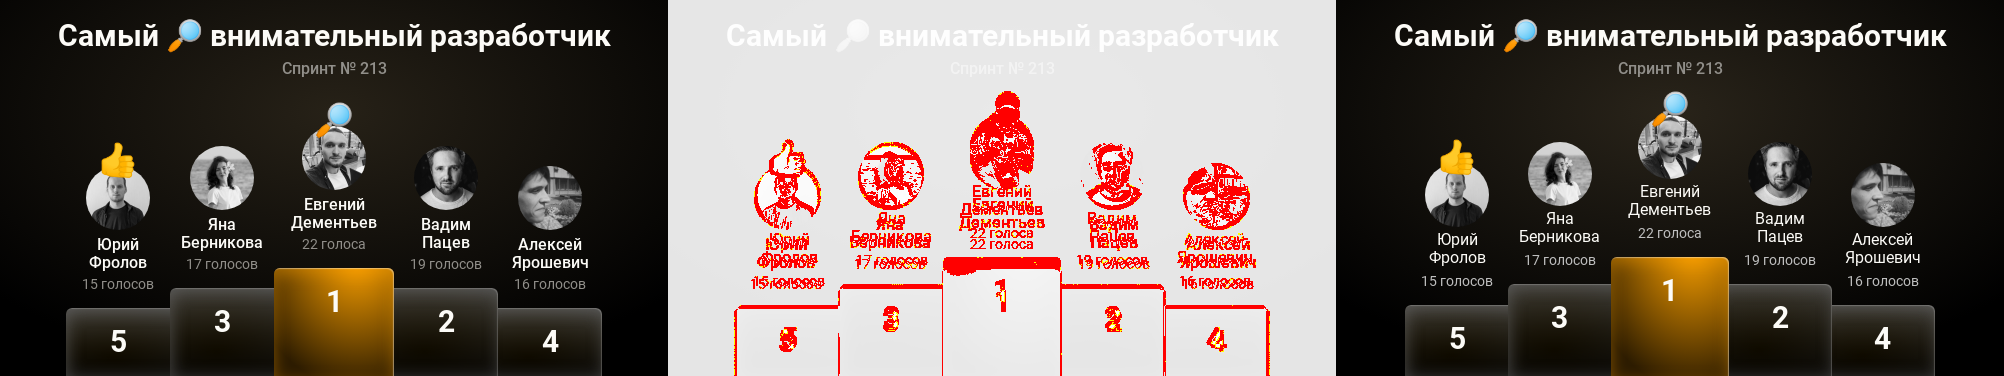 Самый 🔎 внимательный разработчик
Спринт № 213
Евгений
Дементьев
22 голоса
Яна
Берникова
17 голосов
Вадим
Пацев
19 голосов
Юрий
Фролов
15 голосов
Алексей
Ярошевич
16 голосов
1
3
2
5
4
Самый 🔎 внимательный разработчик
Спринт № 213
Евгений
Дементьев
22 голоса
22 голоса
Яна
Берникова
17 голосов
Вадим
Пацев
19 голосов
Юрий
Фролов
15 голосов
Алексей
Ярошевич
16 голосов
1
3
2
5
4
Самый 🔎 внимательный разработчик
Спринт № 213
Евгений
Дементьев
22 голоса
Яна
Берникова
17 голосов
Вадим
Пацев
19 голосов
Юрий
Фролов
15 голосов
Алексей
Ярошевич
16 голосов
1
3
2
5
4